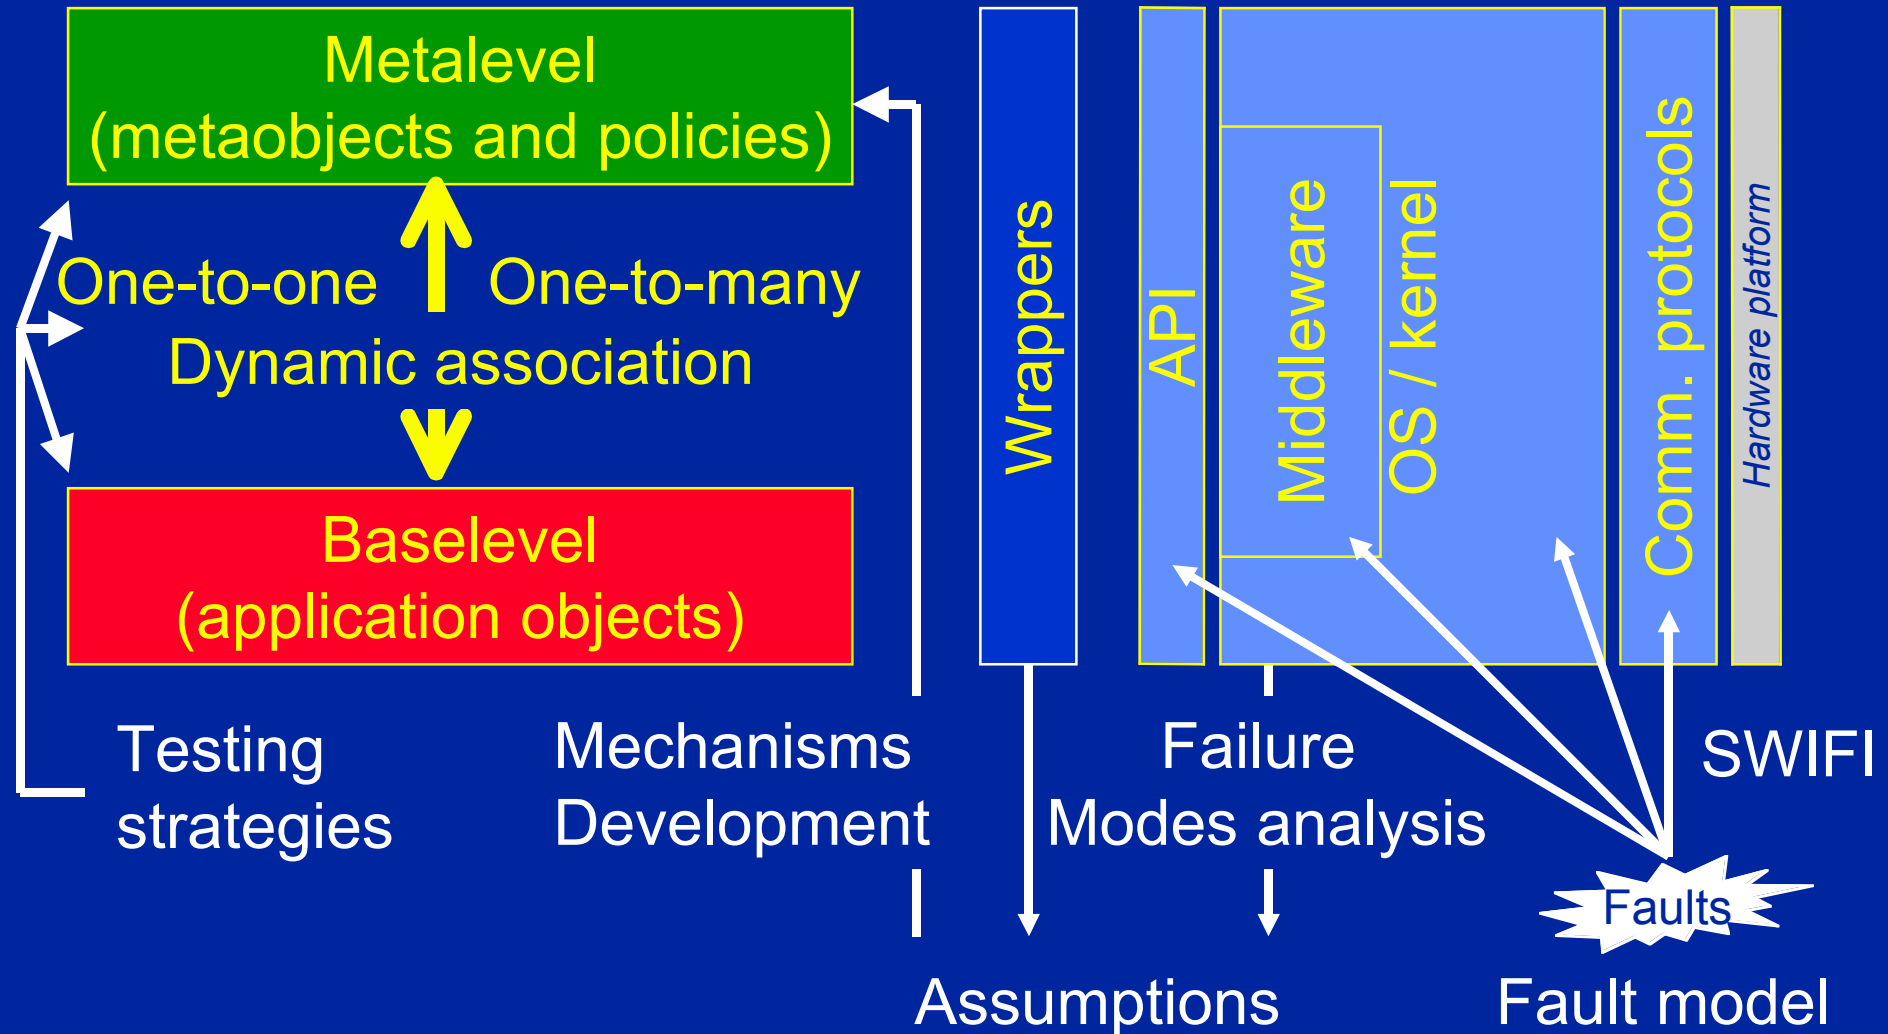 Metalevel
(metaobjects and policies)
One-to-one
One-to-many
Dynamic association
Baselevel
(application objects)
Wrappers
API
Middleware
OS / kernel
Comm. protocols
Hardware platform
Testing
strategies
Mechanisms
Development
Failure
Modes analysis
SWIFI
Faults
Assumptions
Fault model